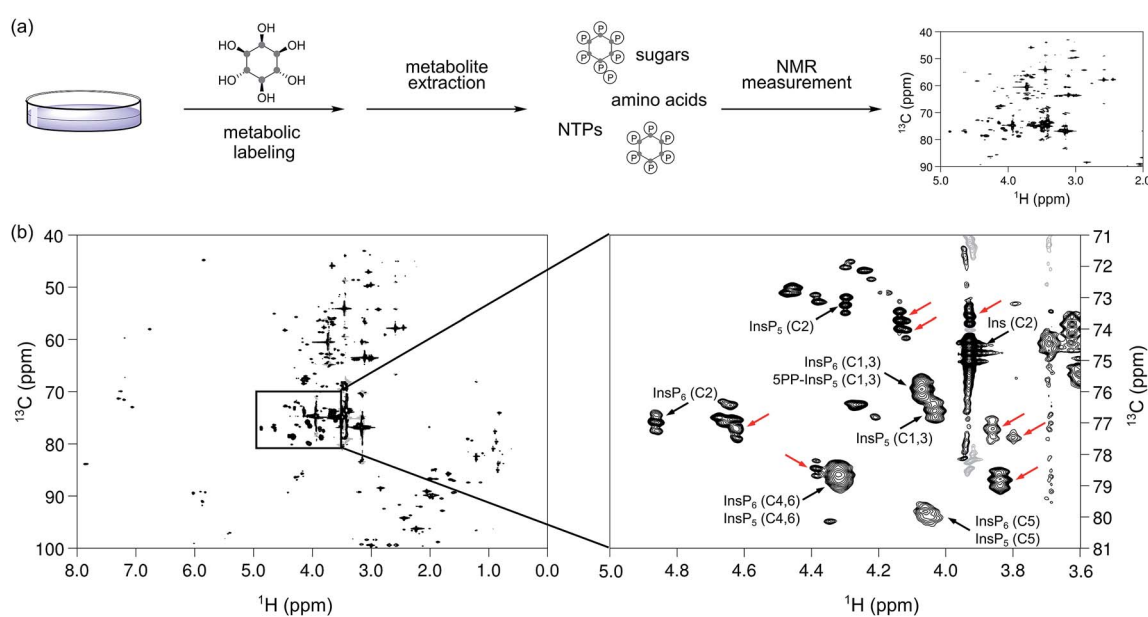 (a)
OH
HO
OH
HO
OH
OH
metabolic
labeling
metabolite
extraction
P
P
P
P
P
P
P
sugars
amino acids
NTPs
P
P
P
P
P
P
NMR
measurement
40
50
60
70
80
90
¹³C (ppm)
5.0
4.0
3.0
2.0
¹H (ppm)
(b)
40
50
60
70
80
90
100
¹³C (ppm)
8.0
7.0
6.0
5.0
4.0
3.0
2.0
1.0
0.0
¹H (ppm)
InsP₅ (C2)
Ins (C2)
InsP₆ (C1,3)
5PP-InsP₅ (C1,3)
InsP₆ (C2)
InsP₅ (C1,3)
InsP₆ (C4,6)
InsP₅ (C4,6)
InsP₆ (C5)
InsP₅ (C5)
71
72
73
74
75
76
77
78
79
80
81
¹³C (ppm)
5.0
4.8
4.6
4.4
4.2
4.0
3.8
3.6
¹H (ppm)